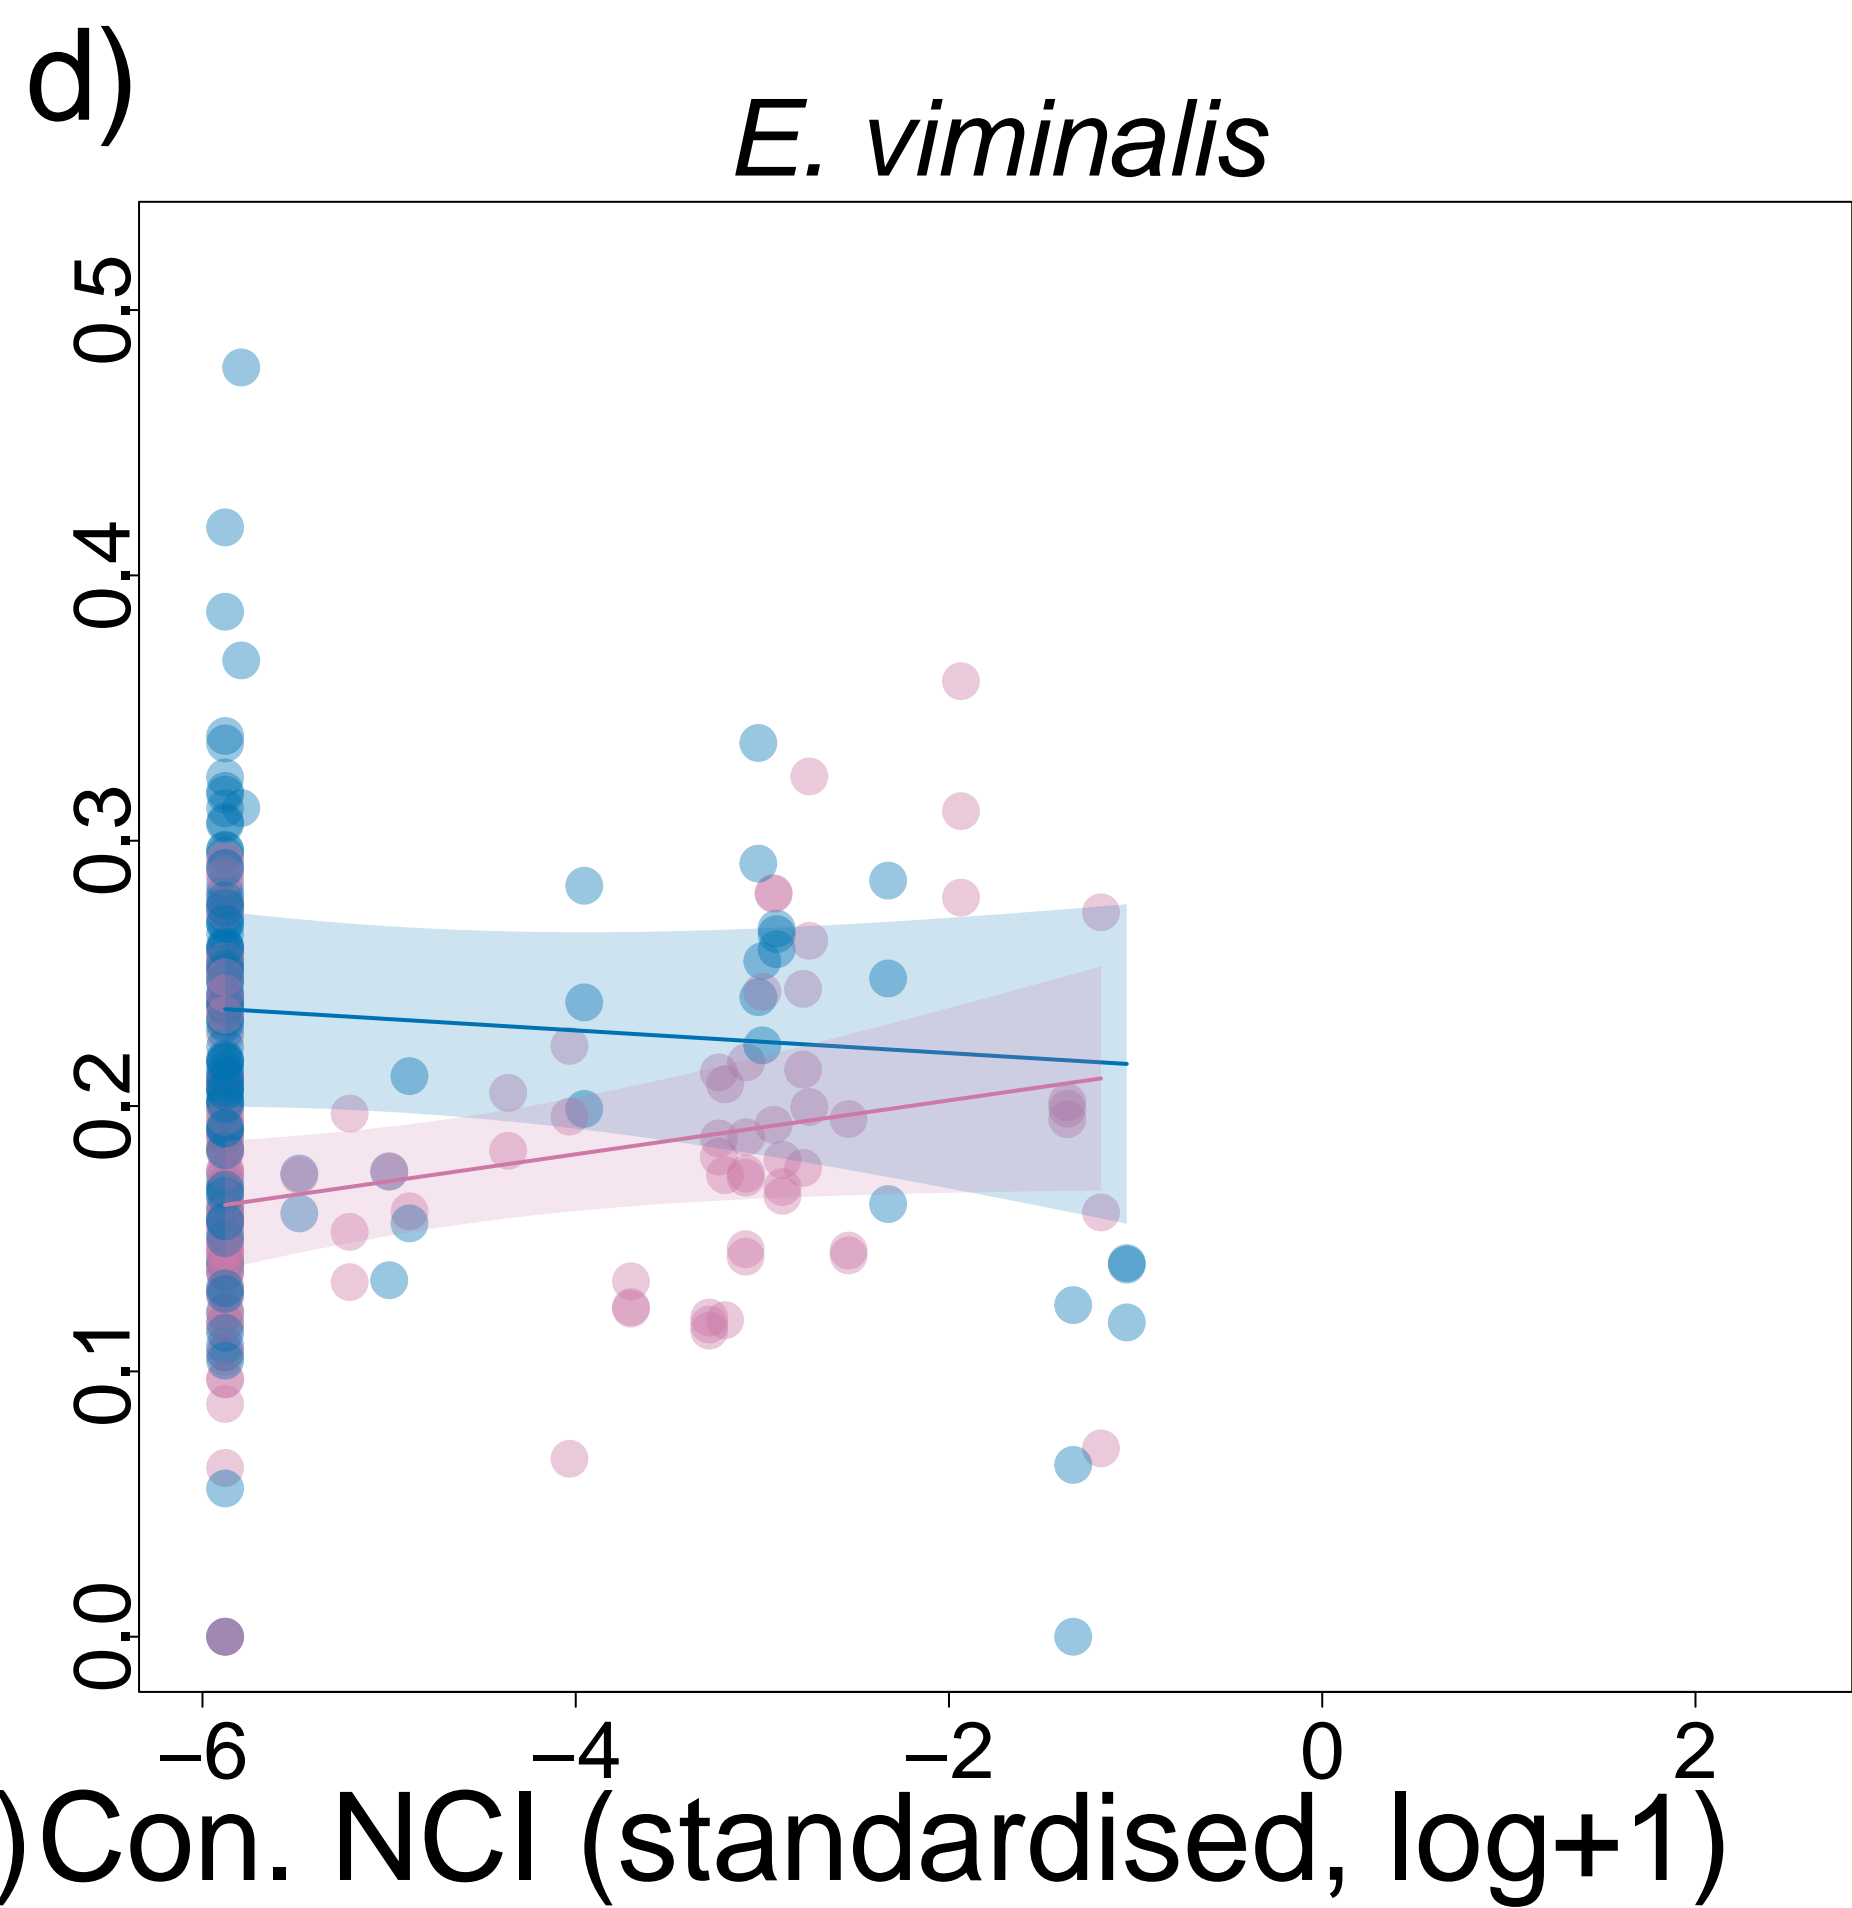 d)
E. viminalis
0.5
0.4
0.3
0.2
0.1
0.0
–6 –4 –2 0 2
)Con. NCI (standardised, log+1)